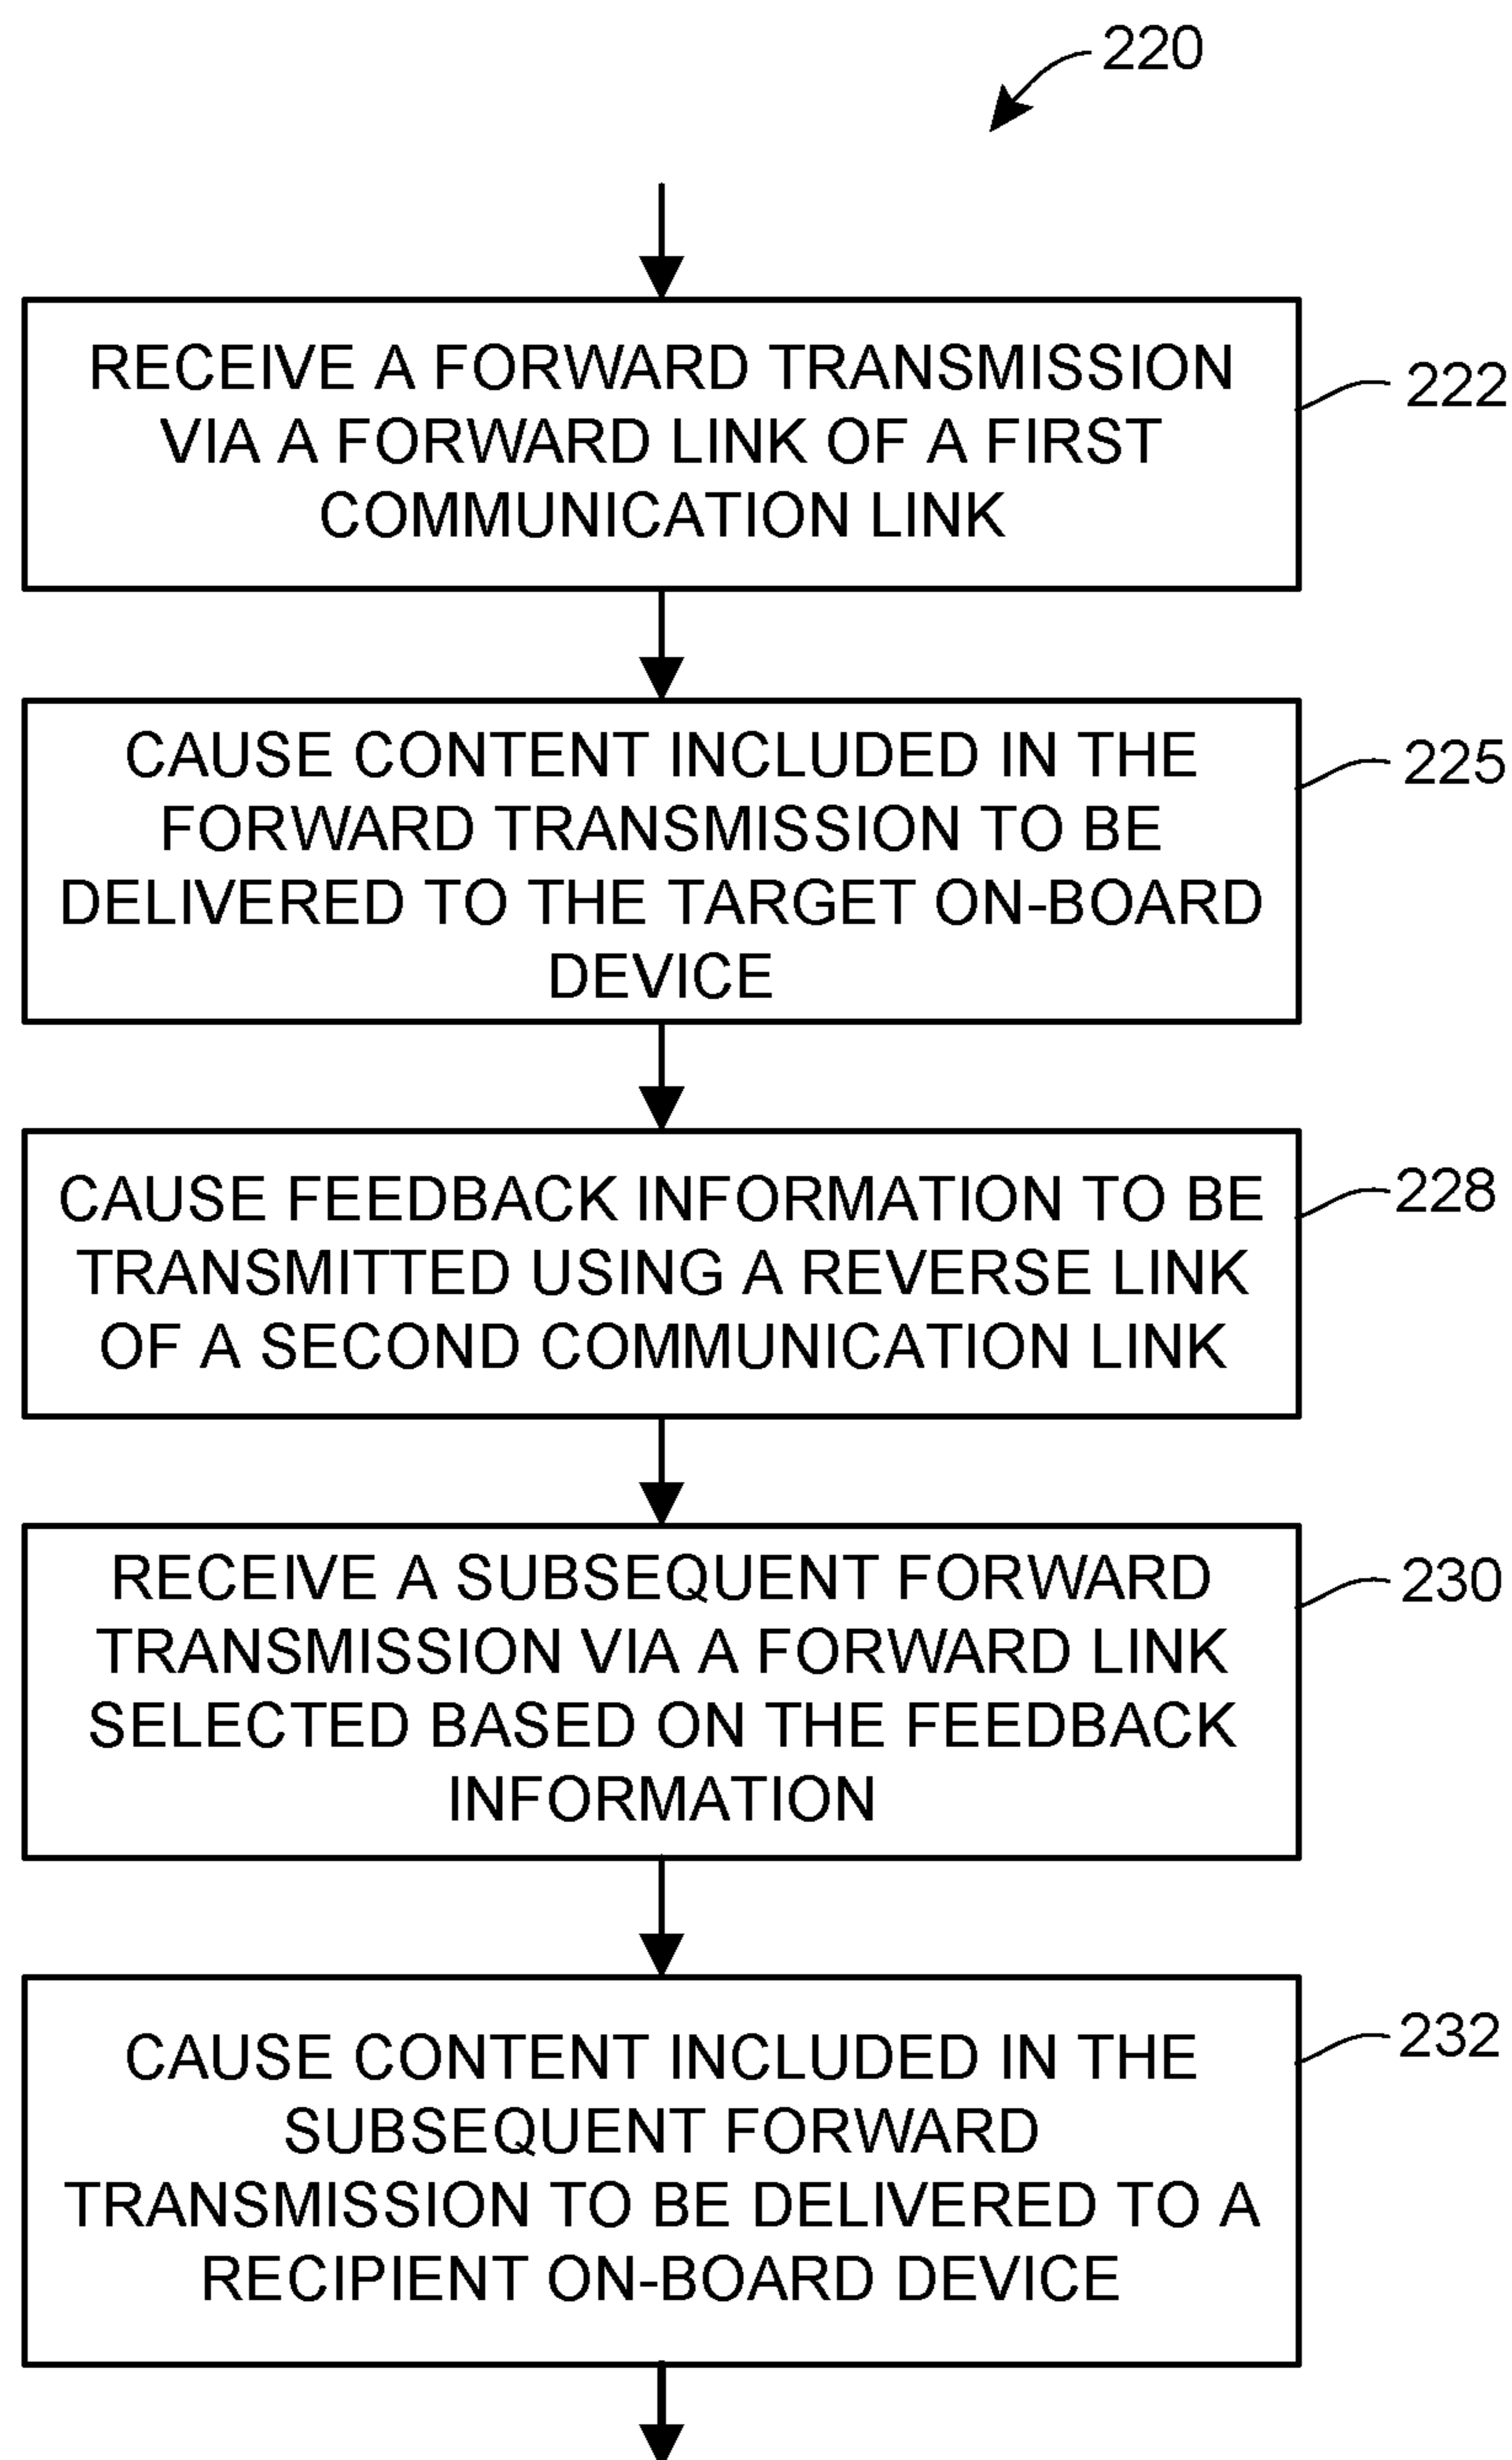 220
RECEIVE A FORWARD TRANSMISSION
VIA A FORWARD LINK OF A FIRST
COMMUNICATION LINK
222
CAUSE CONTENT INCLUDED IN THE
FORWARD TRANSMISSION TO BE
DELIVERED TO THE TARGET ON-BOARD
DEVICE
225
CAUSE FEEDBACK INFORMATION TO BE
TRANSMITTED USING A REVERSE LINK
OF A SECOND COMMUNICATION LINK
228
RECEIVE A SUBSEQUENT FORWARD
TRANSMISSION VIA A FORWARD LINK
SELECTED BASED ON THE FEEDBACK
INFORMATION
230
CAUSE CONTENT INCLUDED IN THE
SUBSEQUENT FORWARD
TRANSMISSION TO BE DELIVERED TO A
RECIPIENT ON-BOARD DEVICE
232